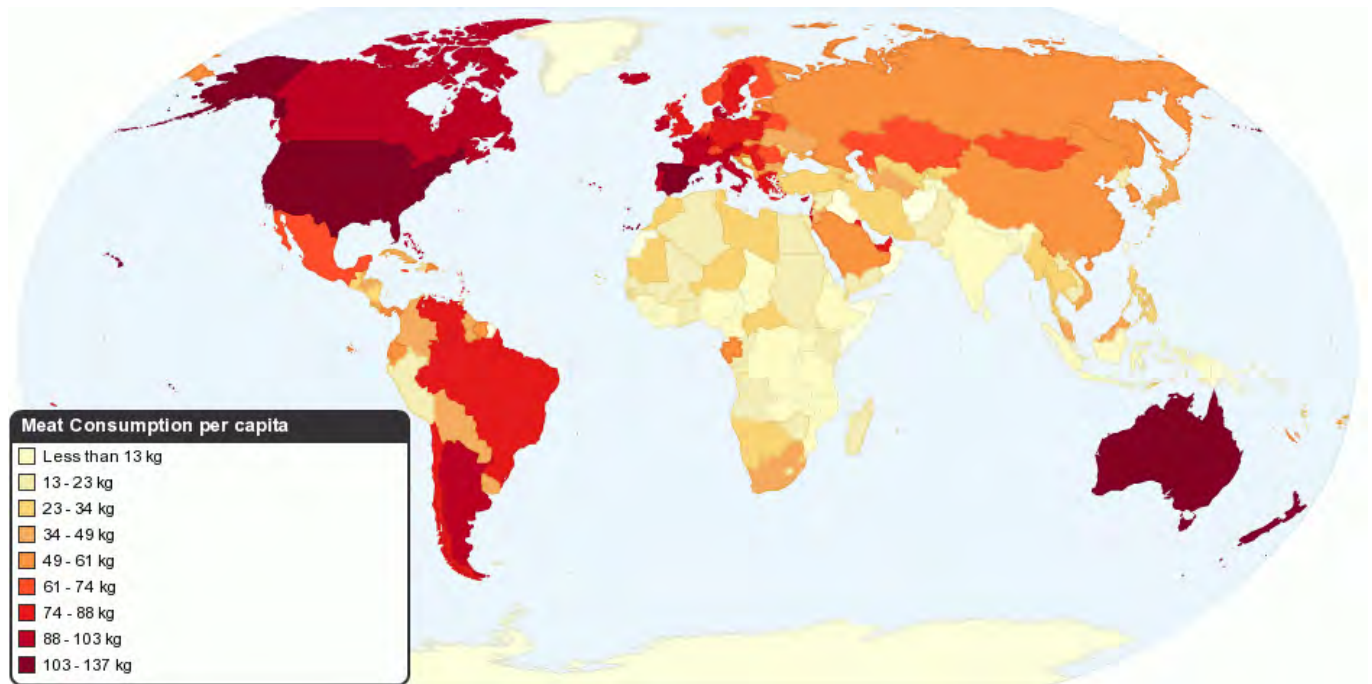 Meat Consumption per capita
Less than 13 kg
13 - 23 kg
23 - 34 kg
34 - 49 kg
49 - 61 kg
61 - 74 kg
74 - 88 kg
88 - 103 kg
103 - 137 kg